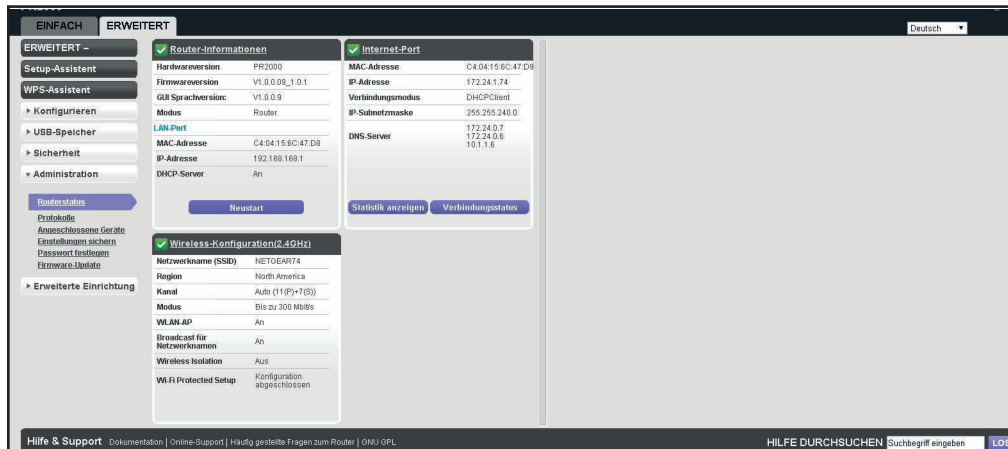 PR2000
EINFACH
ERWEITERT
Deutsch
ERWEITERT –
Setup-Assistent
WPS-Assistent
Konfigurieren
USB-Speicher
Sicherheit
Administration
Routerstatus
Protokolle
Angeschlossene Geräte
Einstellungen sichern
Passwort festlegen
Firmware-Update
Erweiterte Einrichtung
Router-Informationen
Hardwareversion PR2000
Firmwareversion V1.0.0.09_1.0.1
GUI Sprachversion: V1.0.0.9
Modus Router
LAN-Port
MAC-Adresse C4:04:15:6C:47:D8
IP-Adresse 192.168.168.1
DHCP-Server An
Neustart
Internet-Port
MAC-Adresse C4:04:15:6C:47:D9
IP-Adresse 172.24.1.74
Verbindungsmodus DHCPClient
IP-Subnetzmaske 255.255.240.0
DNS-Server 172.24.0.7
172.24.0.6
10.1.1.6
Statistik anzeigen
Verbindungsstatus
Wireless-Konfiguration(2,4GHz)
Netzwerkname (SSID) NETGEAR74
Region North America
Kanal Auto (11(P)+7(S))
Modus Bis zu 300 Mbit/s
WLAN-AP An
Broadcast für
Netzwerknamen An
Wireless Isolation Aus
Wi-Fi Protected Setup Konfiguration
abgeschlossen
Hilfe & Support Dokumentation | Online-Support | Häufig gestellte Fragen zum Router | GNU GPL
HILFE DURCHSUCHEN Suchbegriff eingeben LOS